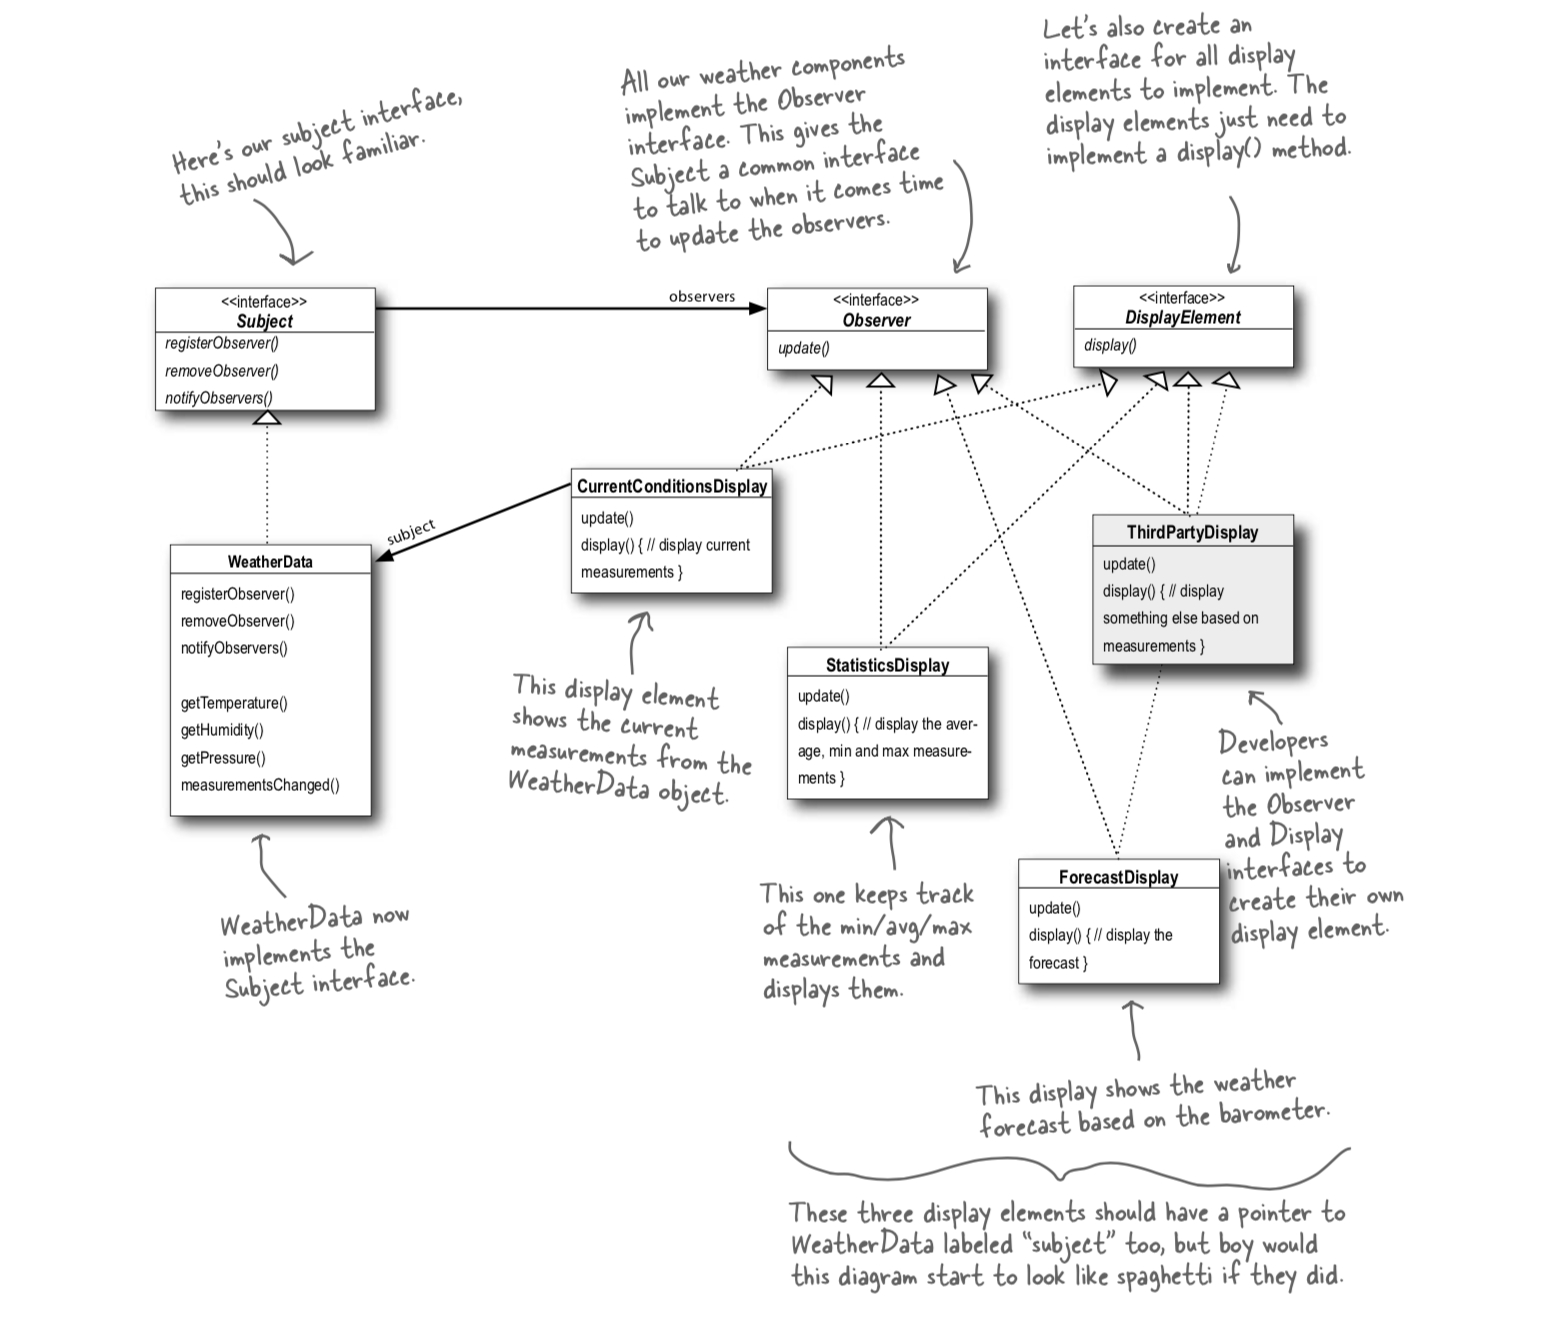 Here's our subject interface,
this should look familiar.
All our weather components
implement the Observer
interface. This gives the
Subject a common interface
to talk to when it comes time
to update the observers.
Let's also create an
interface for all display
elements to implement. The
display elements just need to
implement a display() method.
<<interface>>
Subject
registerObserver()
removeObserver()
notifyObservers()
observers
<<interface>>
Observer
update()
<<interface>>
DisplayElement
display()
subject
WeatherData
registerObserver()
removeObserver()
notifyObservers()
getTemperature()
getHumidity()
getPressure()
measurementsChanged()
WeatherData now
implements the
Subject interface.
CurrentConditionsDisplay
update()
display() { // display current
measurements }
This display element
shows the current
measurements from the
WeatherData object.
StatisticsDisplay
update()
display() { // display the aver-
age, min and max measure-
ments }
This one keeps track
of the min/avg/max
measurements and
displays them.
ThirdPartyDisplay
update()
display() { // display
something else based on
measurements }
Developers
can implement
the Observer
and Display
interfaces to
create their own
display element.
ForecastDisplay
update()
display() { // display the
forecast }
This display shows the weather
forecast based on the barometer.
These three display elements should have a pointer to
WeatherData labeled "subject" too, but boy would
this diagram start to look like spaghetti if they did.